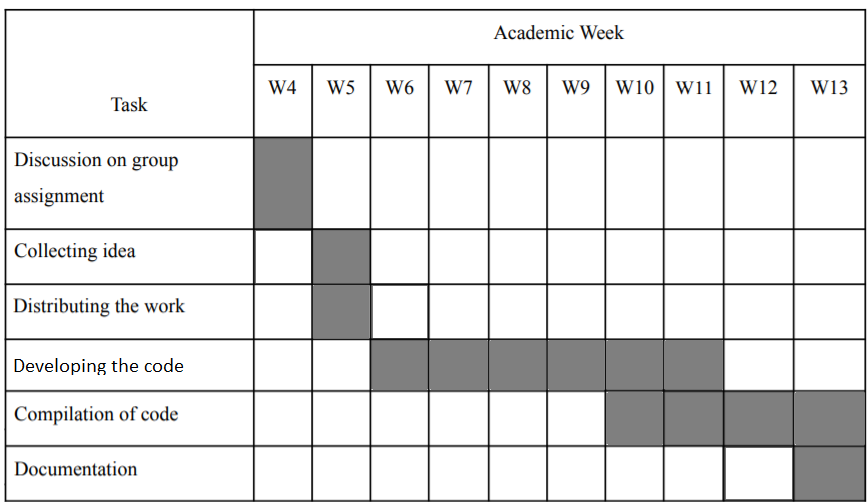 Academic Week
Task
W4 W5 W6 W7 W8 W9 W10 W11 W12 W13
Discussion on group
assignment
Collecting idea
Distributing the work
Developing the code
Compilation of code
Documentation